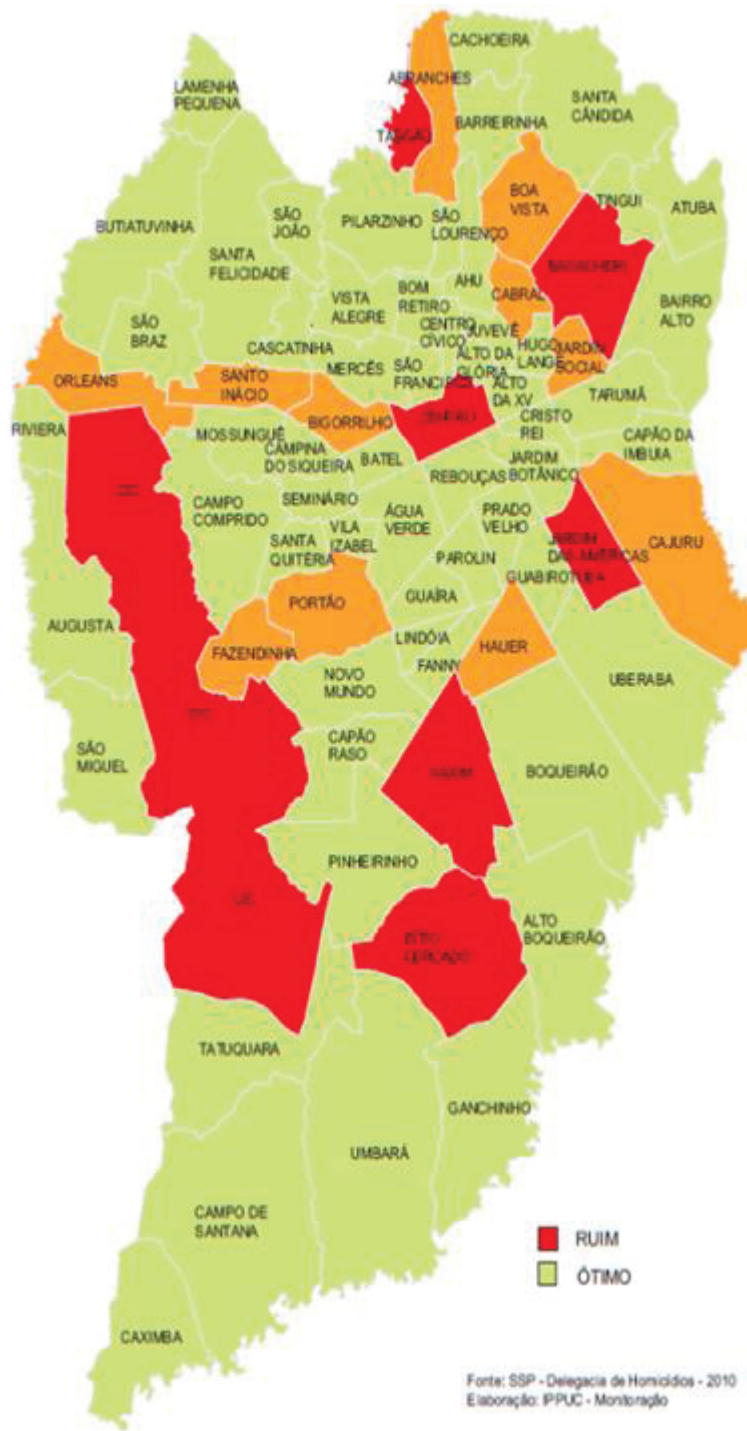 CACHOEIRA
ABRANCHES
LAMENHA
PEQUENA
SANTA
CÂNDIDA
BARREIRINHA
BOA
VISTA
TINGUI
ATUBA
SÃO
JOÃO
PILARZINHO
SÃO
LOURENÇO
BUTIATUVINHA
SANTA
FELICIDADE
BAIRRO
ALTO
AHU
CABRAL
BOM
RETIRO
VISTA
ALEGRE
SÃO
BRAZ
CENTRO
CÍVICO
JUVEVÊ
HUGO
LANGE
JARDIM
SOCIAL
CASCATINHA
MERCÊS
SÃO
FRANCISCO
ALTO DA
GLÓRIA
ALTO
DA XV
TARUMÃ
ORLEANS
SANTO
INÁCIO
BIGORRILHO
CRISTO
REI
RIVIERA
MOSSUNGUÊ
CAMPINA
DO SIQUEIRA
BATEL
REBOUÇAS
JARDIM
BOTÂNICO
CAPÃO DA
IMBUIA
CAMPO
COMPRIDO
SEMINÁRIO
ÁGUA
VERDE
PRADO
VELHO
SANTA
QUITÉRIA
VILA
IZABEL
PAROLIN
JARDIM
DAS AMÉRICAS
CAJURU
GUABIROTUBA
PORTÃO
GUAÍRA
AUGUSTA
FAZENDINHA
LINDÓIA
FANNY
HAUER
NOVO
MUNDO
UBERABA
SÃO
MIGUEL
CAPÃO
RASO
BOQUEIRÃO
PINHEIRINHO
ALTO
BOQUEIRÃO
TATUQUARA
GANCHINHO
UMBARÁ
CAMPO DE
SANTANA
CAXIMBA
RUIM
ÓTIMO
Fonte: SSP - Delegacia de Homicídios - 2010
Elaboração: IPPUC - Monitoração